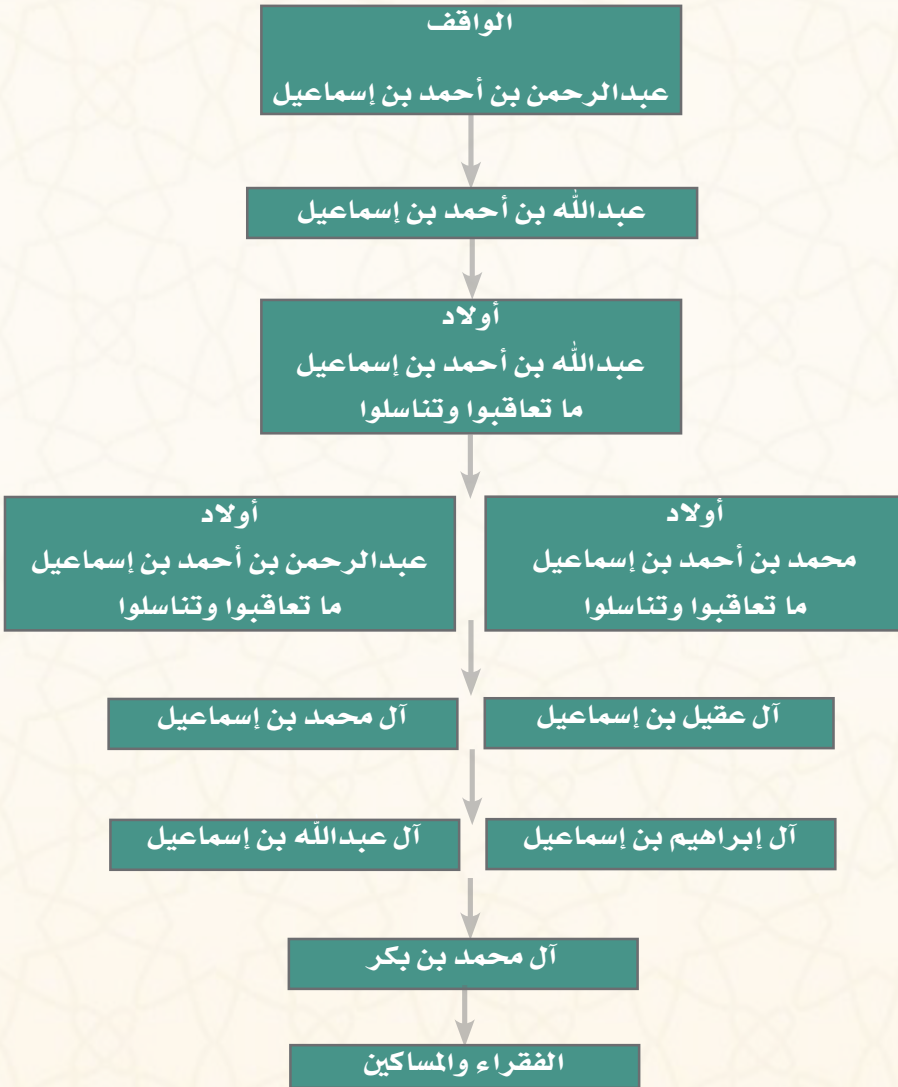 الواقف
عبدالرحمن بن أحمد بن إسماعيل
عبدالله بن أحمد بن إسماعيل
أولاد
عبدالله بن أحمد بن إسماعيل
ما تعاقبوا وتناسلوا
أولاد
محمد بن أحمد بن إسماعيل
ما تعاقبوا وتناسلوا
أولاد
عبدالرحمن بن أحمد بن إسماعيل
ما تعاقبوا وتناسلوا
آل عقيل بن إسماعيل
آل محمد بن إسماعيل
آل إبراهيم بن إسماعيل
آل عبدالله بن إسماعيل
آل محمد بن بكر
الفقراء والمساكين